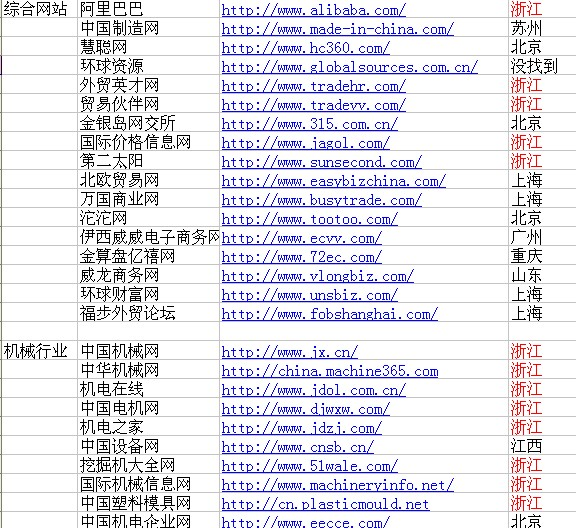 综合网站 阿里巴巴 http://www.alibaba.com/ 浙江
中国制造网 http://www.made-in-china.com/ 苏州
慧聪网 http://www.hc360.com/ 北京
环球资源 http://www.globalsources.com.cn/ 没找到
外贸英才网 http://www.tradehr.com/ 浙江
贸易伙伴网 http://www.tradevv.com/ 浙江
金银岛网交所 http://www.315.com.cn/ 北京
国际价格信息网 http://www.jagol.com/ 浙江
第二太阳 http://www.sunsecond.com/ 浙江
北欧贸易网 http://www.easybizchina.com/ 上海
万国商业网 http://www.busytrade.com/ 上海
沱沱网 http://www.tootoo.com/ 北京
伊西威威电子商务网 http://www.ecvv.com/ 广州
金算盘亿禧网 http://www.72ec.com/ 重庆
威龙商务网 http://www.vlongbiz.com/ 山东
环球财富网 http://www.unsbiz.com/ 上海
福步外贸论坛 http://www.fobshanghai.com/ 上海
机械行业 中国机械网 http://www.jx.cn/ 浙江
中华机械网 http://china.machine365.com 浙江
机电在线 http://www.jdol.com.cn/ 浙江
中国电机网 http://www.djwxw.com/ 浙江
机电之家 http://www.jdzj.com/ 浙江
中国设备网 http://www.cnsb.cn/ 江西
挖掘机大全网 http://www.51wale.com/ 浙江
国际机械信息网 http://www.machineryinfo.net/ 浙江
中国塑料模具网 http://cn.plasticmould.net 浙江
中国机电企业网 http://www.eecce.com/ 北京